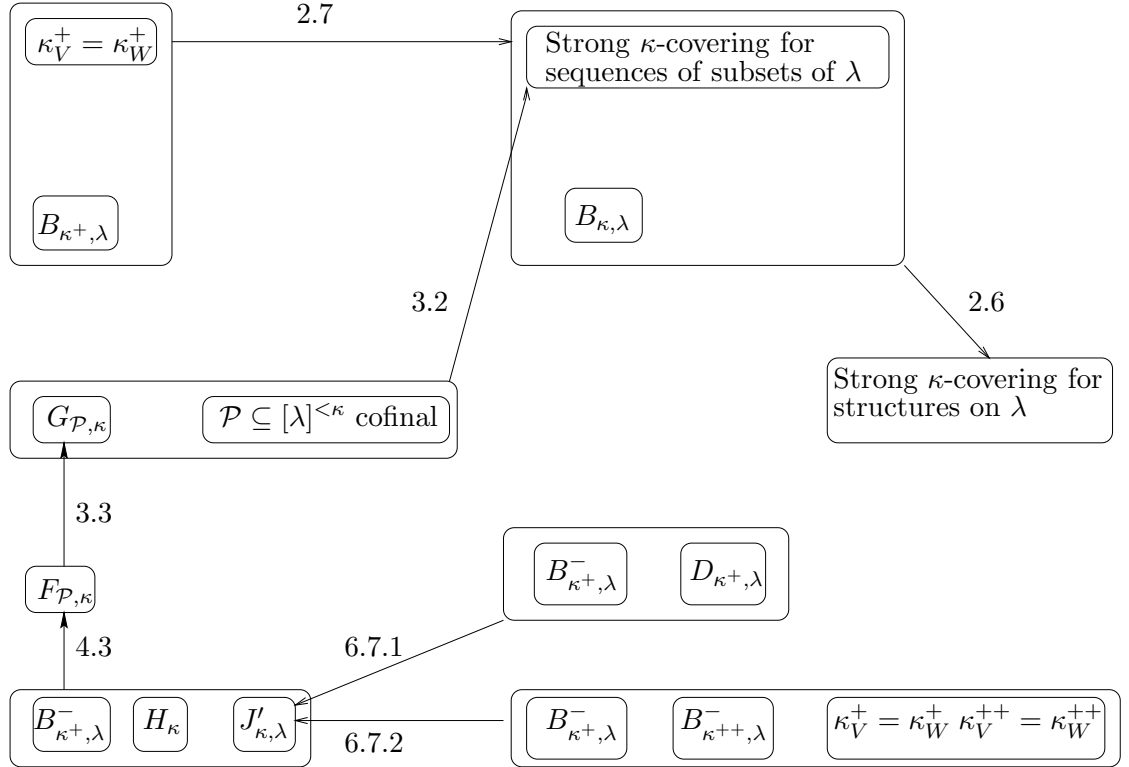 2.7
κ_V^+ = κ_W^+
Strong κ-covering for
sequences of subsets of λ
B_{κ^+,λ}
B_{κ,λ}
3.2
2.6
Strong κ-covering for
structures on λ
G_{𝒫,κ}
𝒫 ⊆ [λ]^{<κ} cofinal
3.3
B^-_{κ^+,λ}
D_{κ^+,λ}
F_{𝒫,κ}
4.3
6.7.1
B^-_{κ^+,λ}
H_κ
J'_{κ,λ}
6.7.2
B^-_{κ^+,λ}
B^-_{κ^{++},λ}
κ_V^+ = κ_W^+ κ_V^{++} = κ_W^{++}